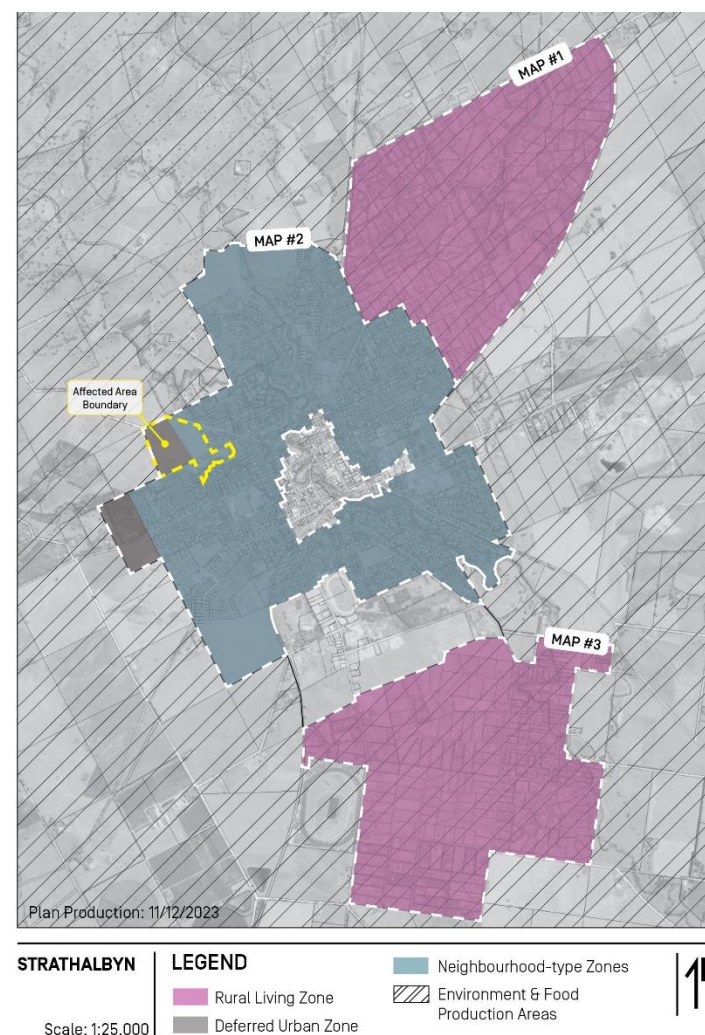 MAP #1
MAP #2
Affected Area
Boundary
MAP #3
Plan Production: 11/12/2023
STRATHALBYN
Scale: 1:25,000
LEGEND
Rural Living Zone
Deferred Urban Zone
Neighbourhood-type Zones
Environment & Food
Production Areas